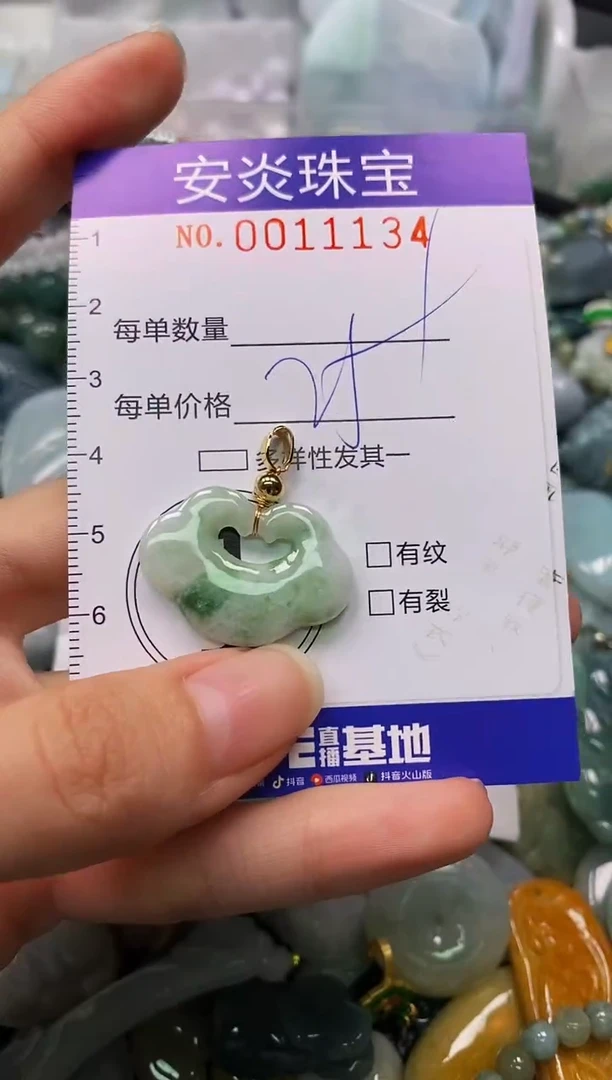 安炎珠宝
NO. 0011134
1
2
每单数量
3
每单价格
4
多样性发其一
5
有纹
6
有裂
直播基地
抖音 西瓜视频 抖音火山版